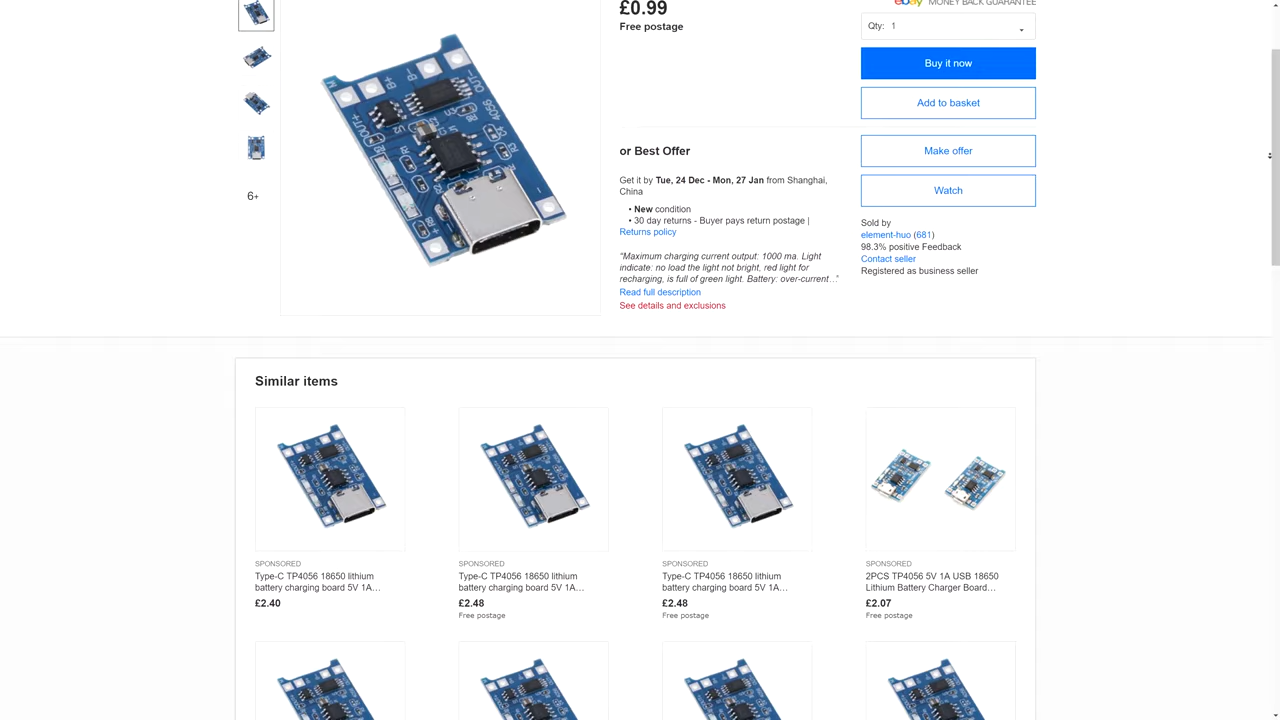 £0.99
ebay MONEY BACK GUARANTEE
Free postage
Qty: 1
Buy it now
Add to basket
or Best Offer
Make offer
Get it by Tue, 24 Dec - Mon, 27 Jan from Shanghai,
China
Watch
• New condition
• 30 day returns - Buyer pays return postage |
Returns policy
Sold by
element-huo (681)
98.3% positive Feedback
Contact seller
Registered as business seller
6+
"Maximum charging current output: 1000 ma. Light
indicate: no load the light not bright, red light for
recharging, is full of green light. Battery: over-current…"
Read full description
See details and exclusions
OUT+
B+
B-
OUT-
4056
Similar items
SPONSORED
Type-C TP4056 18650 lithium
battery charging board 5V 1A…
£2.40
SPONSORED
Type-C TP4056 18650 lithium
battery charging board 5V 1A…
£2.48
Free postage
SPONSORED
Type-C TP4056 18650 lithium
battery charging board 5V 1A…
£2.48
Free postage
SPONSORED
2PCS TP4056 5V 1A USB 18650
Lithium Battery Charger Board…
£2.07
Free postage